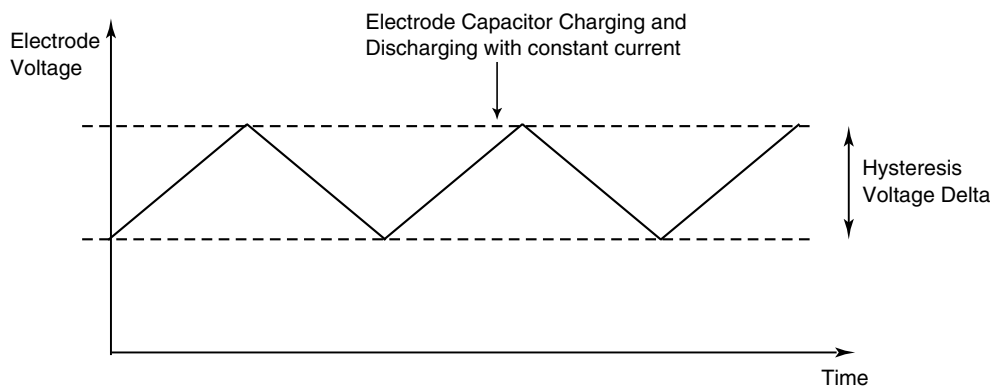 Electrode Capacitor Charging and
Discharging with constant current
Electrode
Voltage
Hysteresis
Voltage Delta
Time